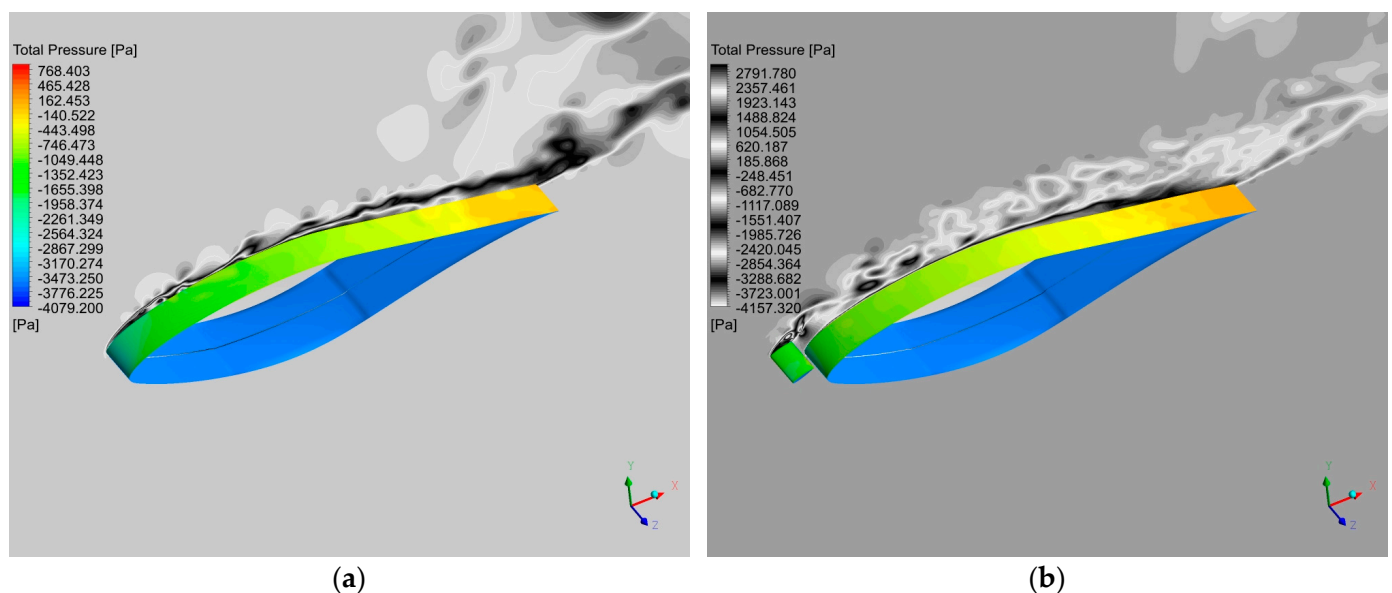 Total Pressure [Pa]
768.403
465.428
162.453
-140.522
-443.498
-746.473
-1049.448
-1352.423
-1655.398
-1958.374
-2261.349
-2564.324
-2867.299
-3170.274
-3473.250
-3776.225
-4079.200
[Pa]
Y
X
Z
(a)
Total Pressure [Pa]
2791.780
2357.461
1923.143
1488.824
1054.505
620.187
185.868
-248.451
-682.770
-1117.089
-1551.407
-1985.726
-2420.045
-2854.364
-3288.682
-3723.001
-4157.320
[Pa]
Y
X
Z
(b)